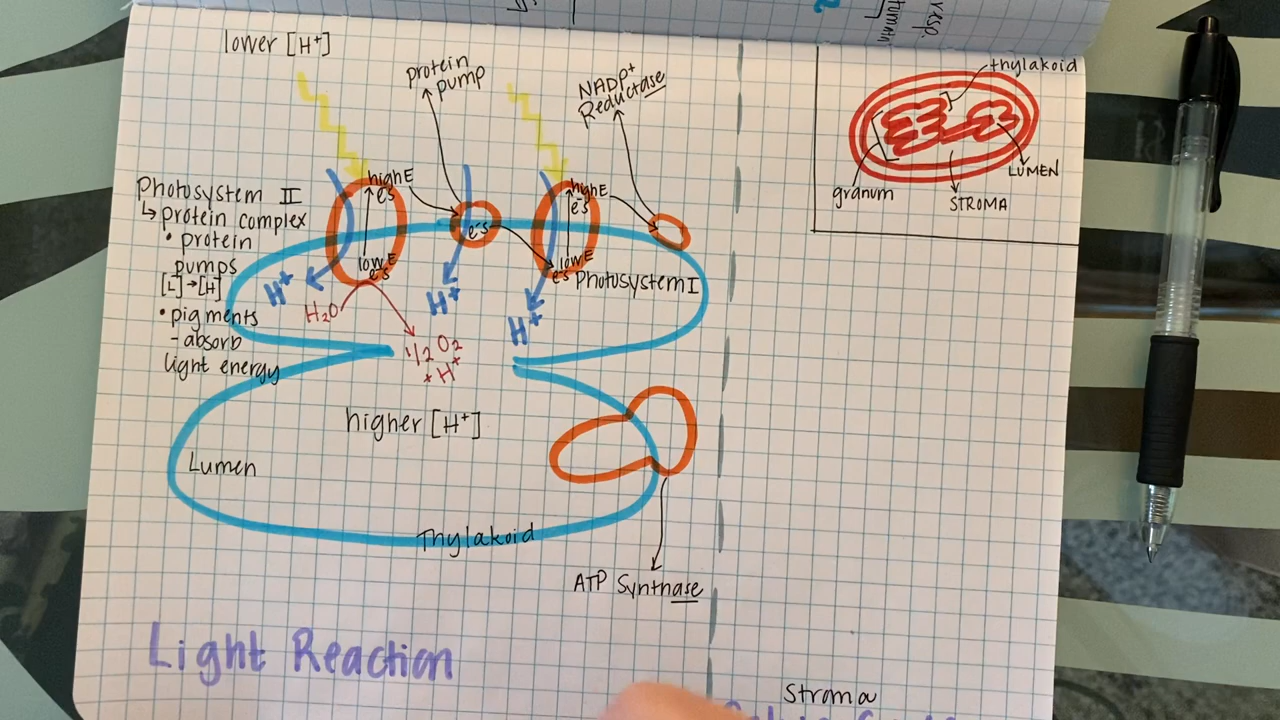 lower [H⁺]
protein
pump
NADP⁺
Reductase
thylakoid
granum
LUMEN
STROMA
Photosystem II
↳ protein complex
• protein
pumps
[L]→[H]
• pigments
- absorb
light energy
high E
e⁻s
low E
e⁻s
e⁻s
high E
e⁻s
low E
e⁻s
Photosystem I
H⁺
H⁺
H⁺
H₂O
1/2 O₂
+ H⁺
higher [H⁺]
Lumen
Thylakoid
ATP Synthase
Light Reaction
Stroma